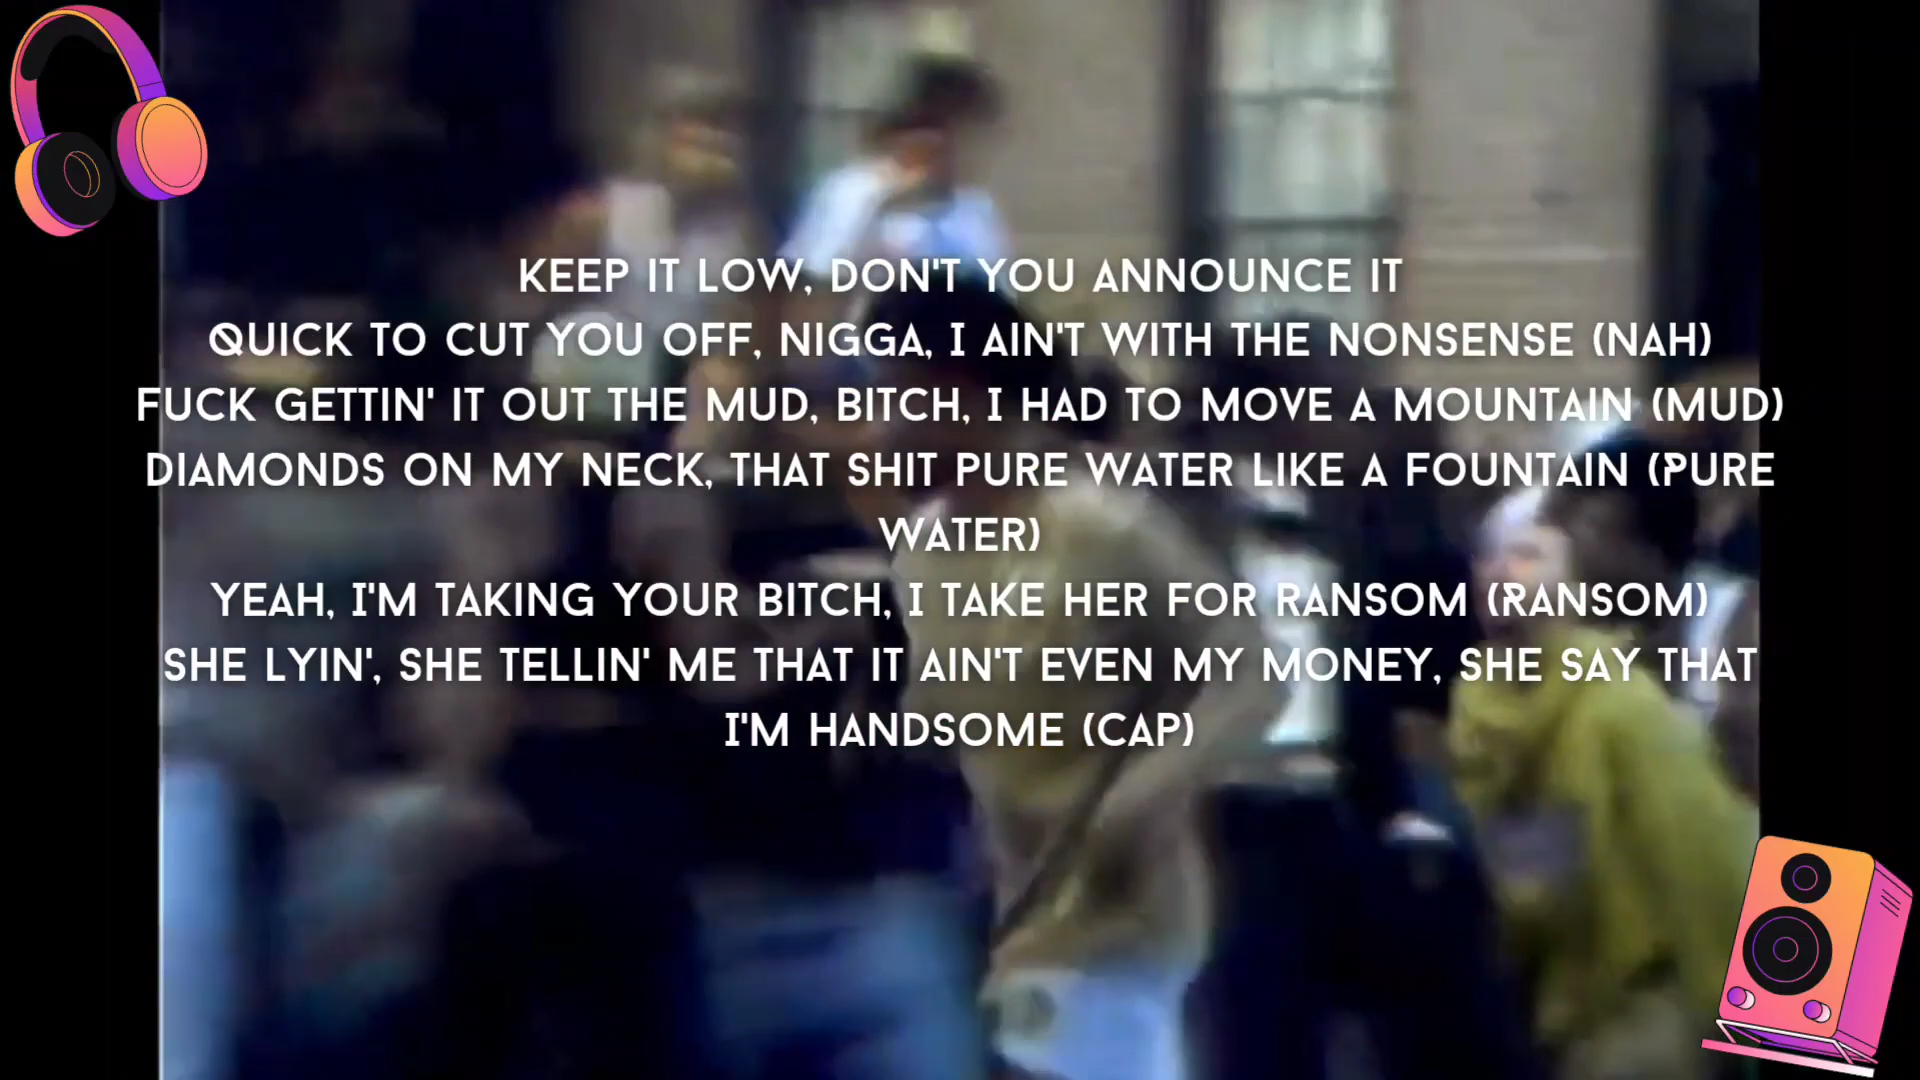 KEEP IT LOW, DON'T YOU ANNOUNCE IT
QUICK TO CUT YOU OFF, NIGGA, I AIN'T WITH THE NONSENSE (NAH)
FUCK GETTIN' IT OUT THE MUD, BITCH, I HAD TO MOVE A MOUNTAIN (MUD)
DIAMONDS ON MY NECK, THAT SHIT PURE WATER LIKE A FOUNTAIN (PURE
WATER)
YEAH, I'M TAKING YOUR BITCH, I TAKE HER FOR RANSOM (RANSOM)
SHE LYIN', SHE TELLIN' ME THAT IT AIN'T EVEN MY MONEY, SHE SAY THAT
I'M HANDSOME (CAP)